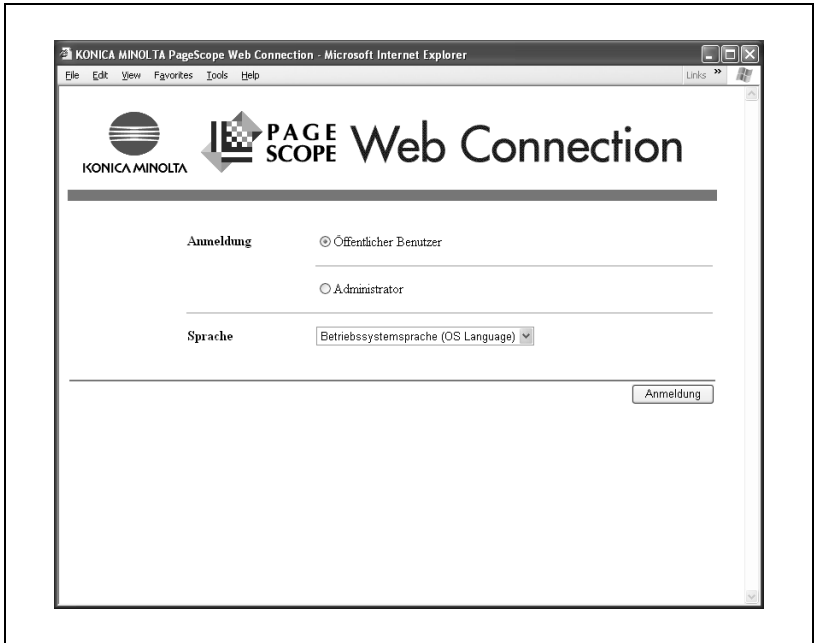 KONICA MINOLTA PageScope Web Connection - Microsoft Internet Explorer
File Edit View Favorites Tools Help Links »
KONICA MINOLTA
PAGE SCOPE Web Connection
Anmeldung
Öffentlicher Benutzer
Administrator
Sprache
Betriebssystemsprache (OS Language)
Anmeldung